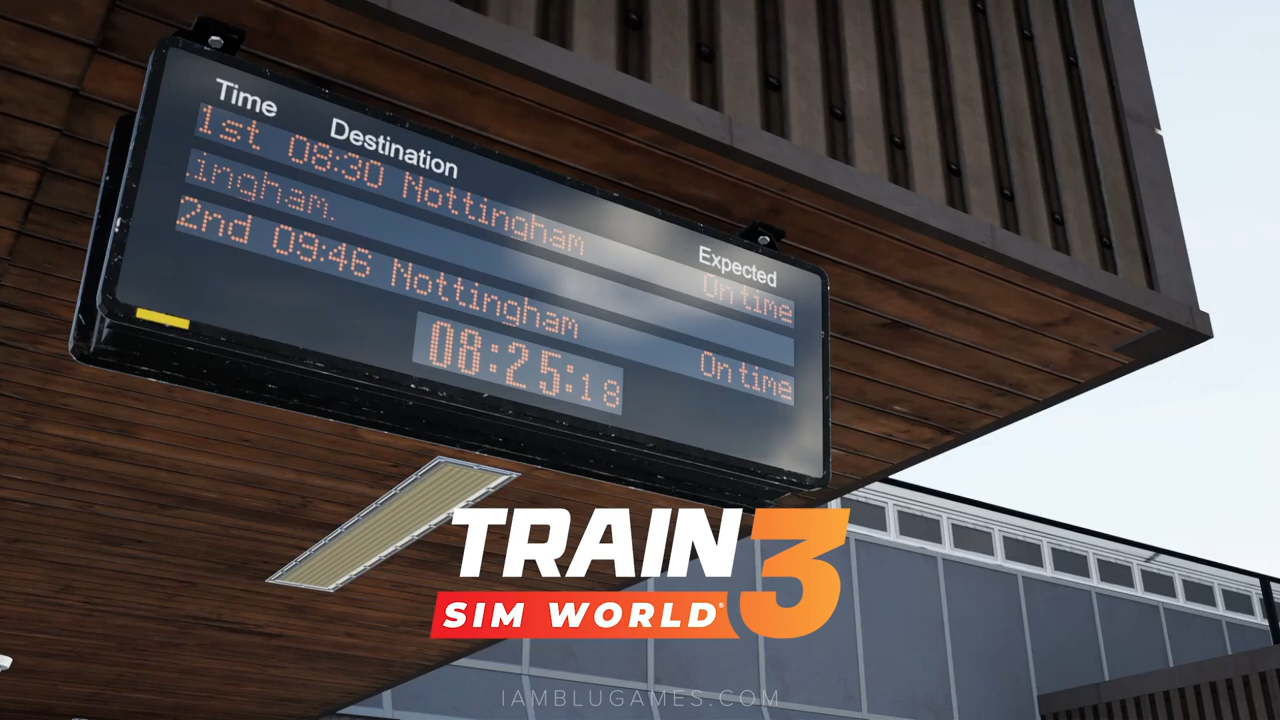 Time Destination Expected
1st 08:30 Nottingham On time
ingham.
2nd 09:46 Nottingham On time
08:25:18
TRAIN 3
SIM WORLD®
IAMBLUGAMES.COM